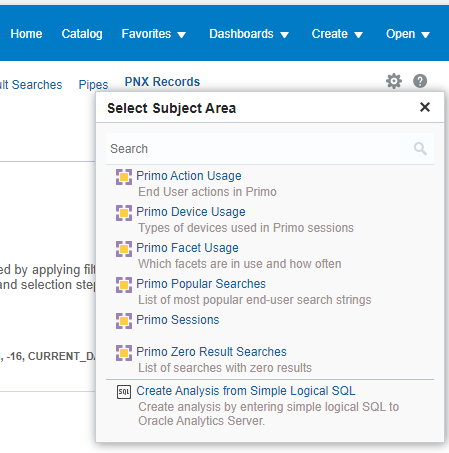 Home Catalog Favorites Dashboards Create Open
Searches Pipes PNX Records
Select Subject Area
Search
Primo Action Usage
End User actions in Primo
Primo Device Usage
Types of devices used in Primo sessions
Primo Facet Usage
Which facets are in use and how often
ed by applying
Primo Popular Searches
and selection
List of most popular end-user search strings
Primo Sessions
Primo Zero Result Searches
, -16,
List of searches with zero results
SQL Create Analysis from Simple Logical SQL
Create analysis by entering simple logical SQL to
Oracle Analytics Server.